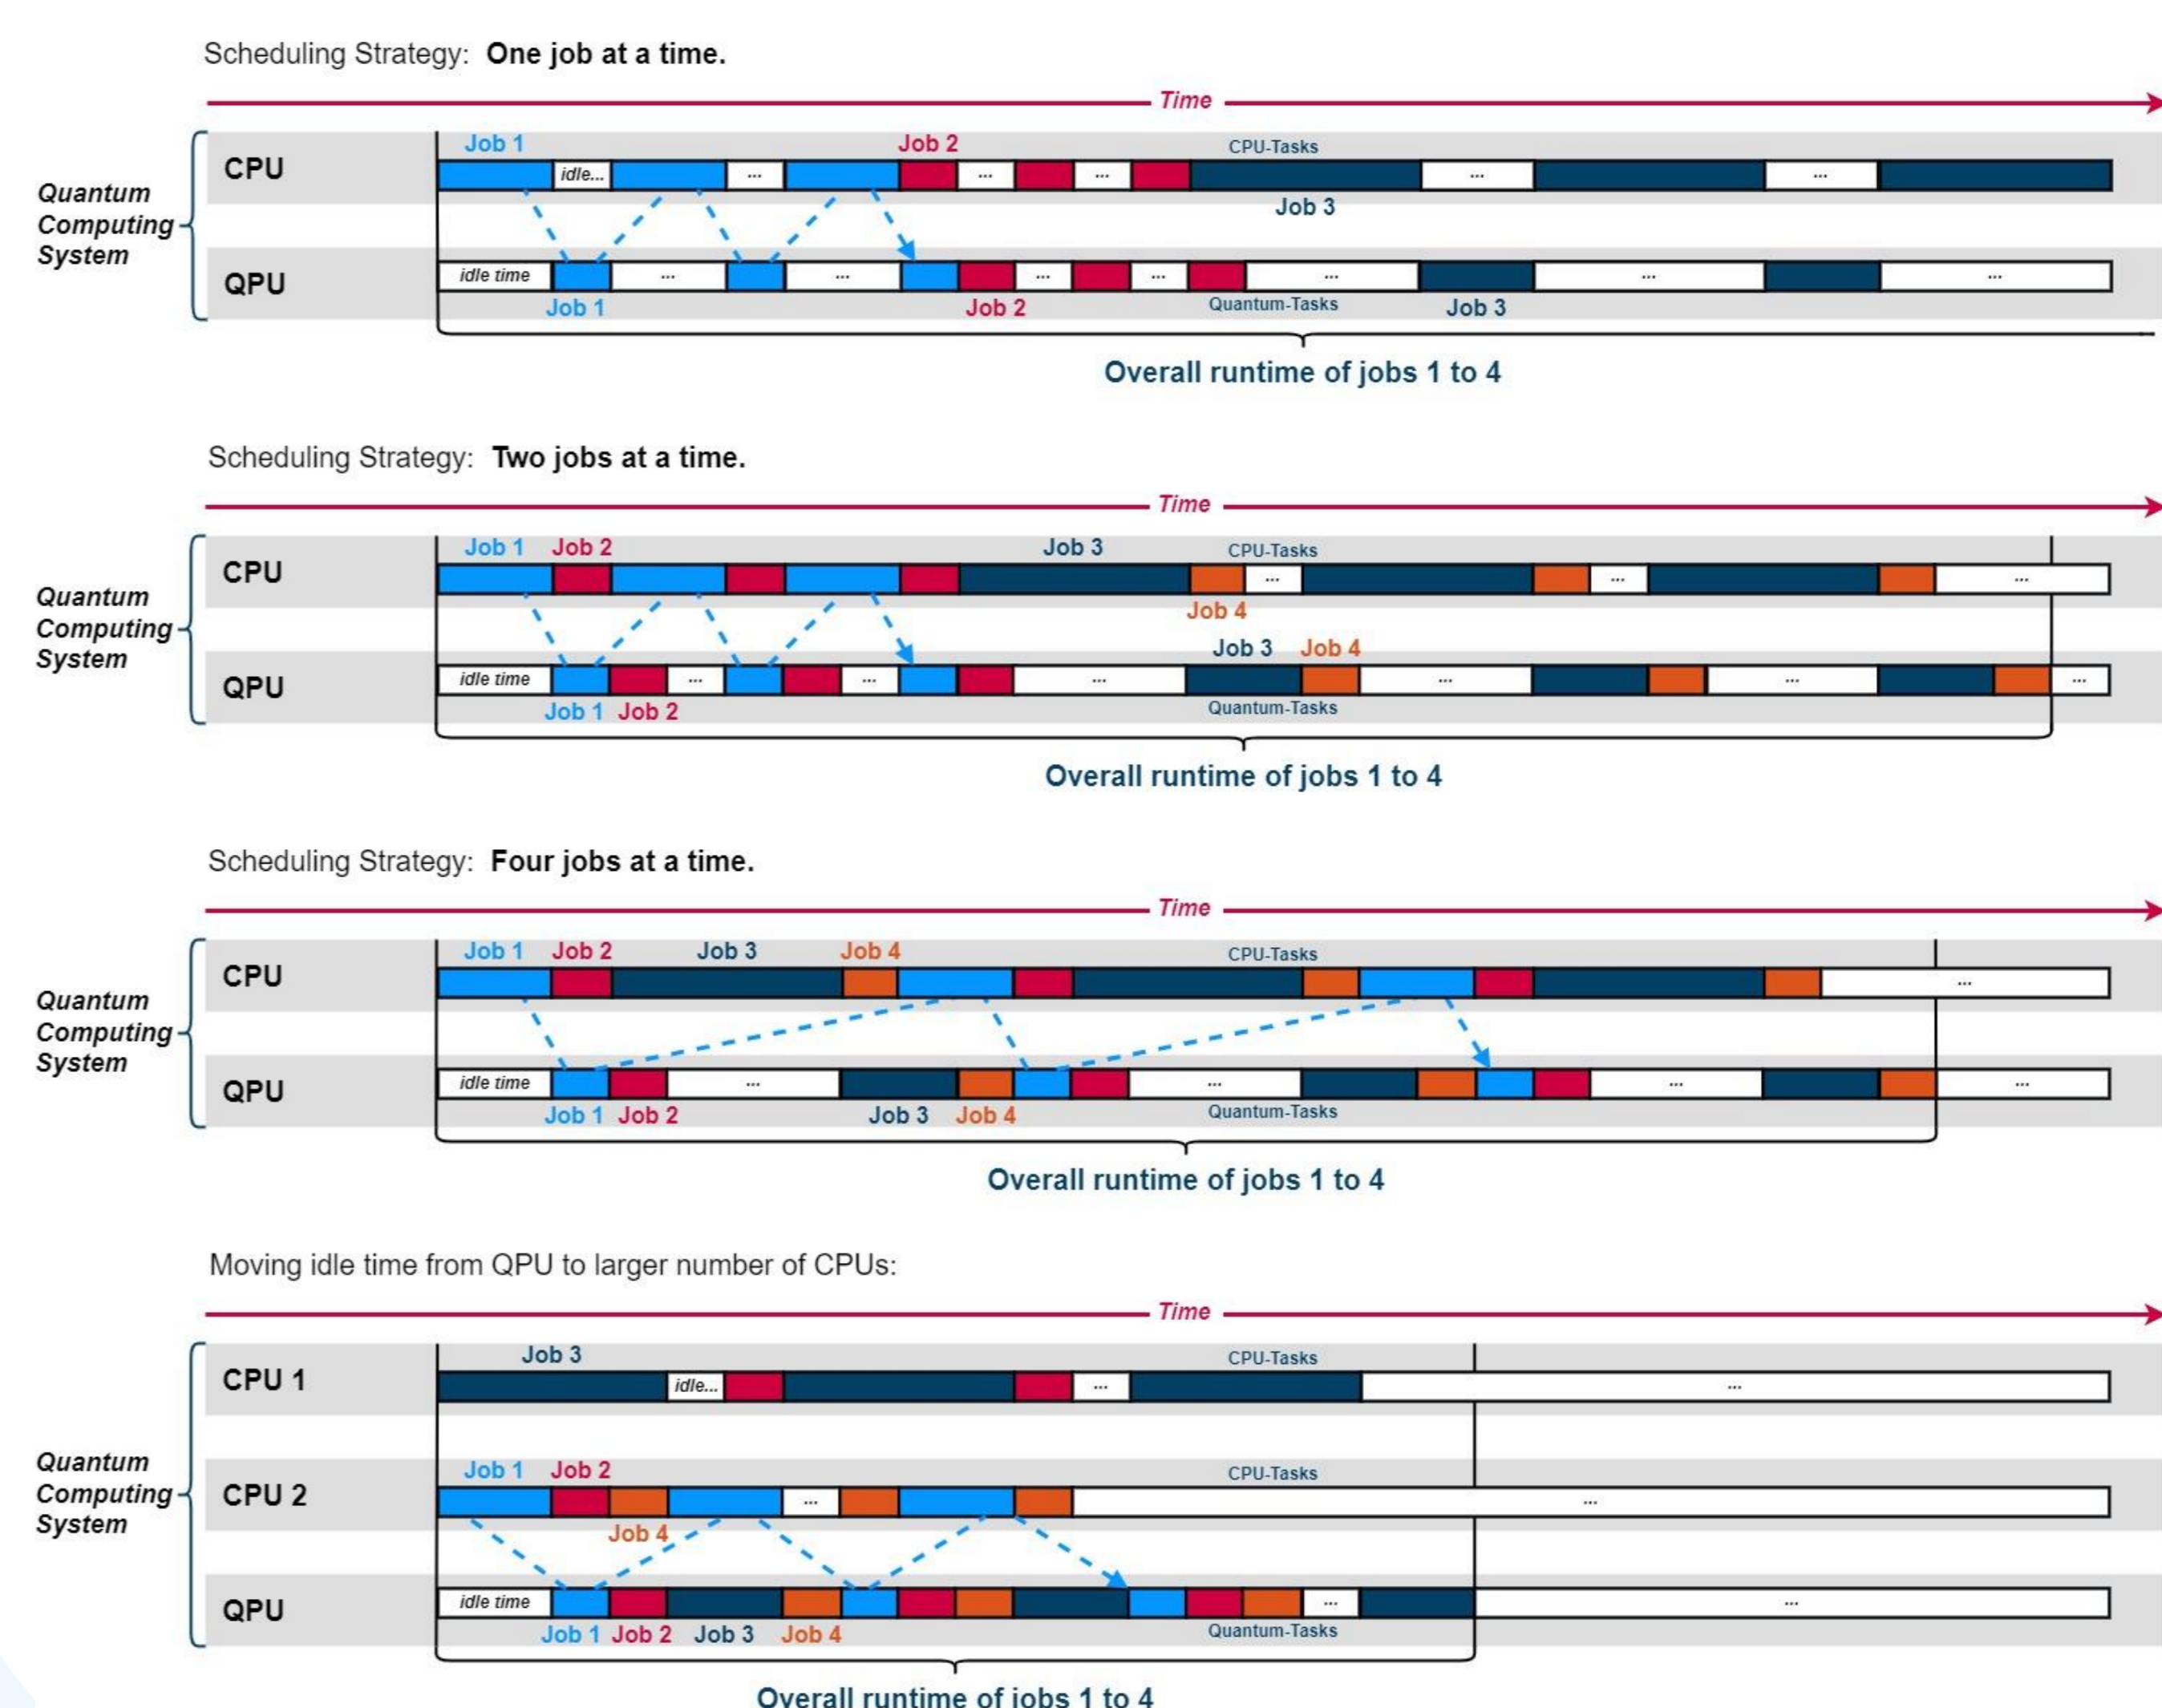 Scheduling Strategy: One job at a time.
Time
Job 1 Job 2 CPU-Tasks
CPU
idle... ... ... ... ... ...
Job 3
Quantum
Computing
System
QPU
idle time ... ... ... ... ... ... ...
Job 1 Job 2 Quantum-Tasks Job 3
Overall runtime of jobs 1 to 4
Scheduling Strategy: Two jobs at a time.
Time
Job 1 Job 2 Job 3 CPU-Tasks
CPU
... ... ...
Job 4
Quantum
Computing
System
Job 3 Job 4
QPU
idle time ... ... ... ... ... ...
Job 1 Job 2 Quantum-Tasks
Overall runtime of jobs 1 to 4
Scheduling Strategy: Four jobs at a time.
Time
Job 1 Job 2 Job 3 Job 4 CPU-Tasks
CPU
...
Quantum
Computing
System
QPU
idle time ... ... ... ...
Job 1 Job 2 Job 3 Job 4 Quantum-Tasks
Overall runtime of jobs 1 to 4
Moving idle time from QPU to larger number of CPUs:
Time
Job 3 CPU-Tasks
CPU 1
idle... ... ...
Quantum
Computing
System
Job 1 Job 2 CPU-Tasks
CPU 2
... ...
Job 4
QPU
idle time ... ...
Job 1 Job 2 Job 3 Job 4 Quantum-Tasks
Overall runtime of jobs 1 to 4